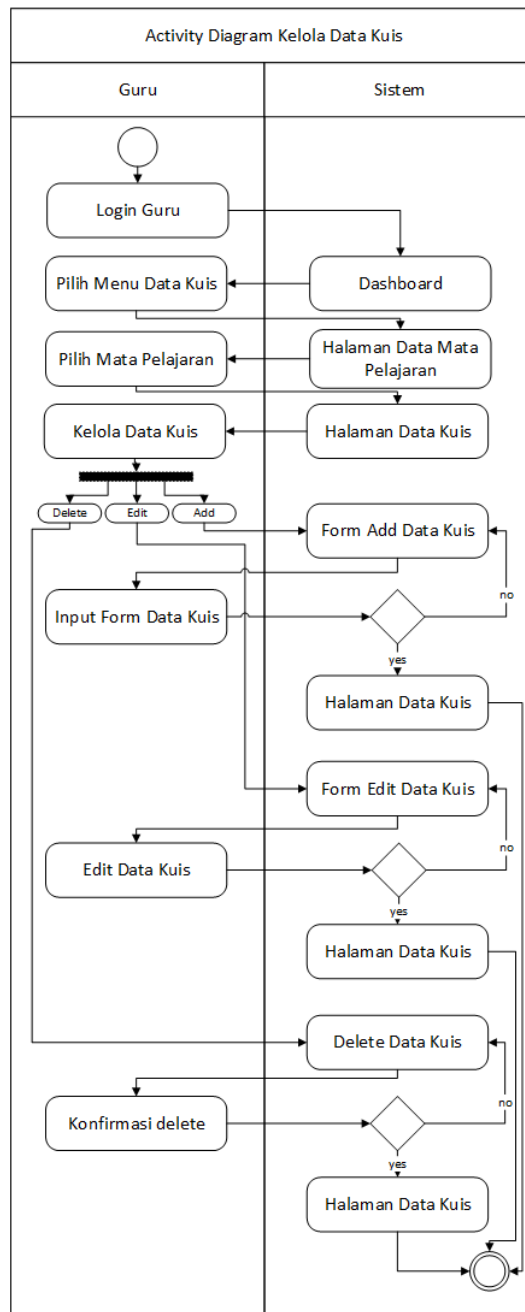 Activity Diagram Kelola Data Kuis
Guru
Sistem
Login Guru
Dashboard
Pilih Menu Data Kuis
Halaman Data Mata
Pelajaran
Pilih Mata Pelajaran
Halaman Data Kuis
Kelola Data Kuis
Delete
Edit
Add
Form Add Data Kuis
no
Input Form Data Kuis
yes
Halaman Data Kuis
Form Edit Data Kuis
no
Edit Data Kuis
yes
Halaman Data Kuis
Delete Data Kuis
no
Konfirmasi delete
yes
Halaman Data Kuis